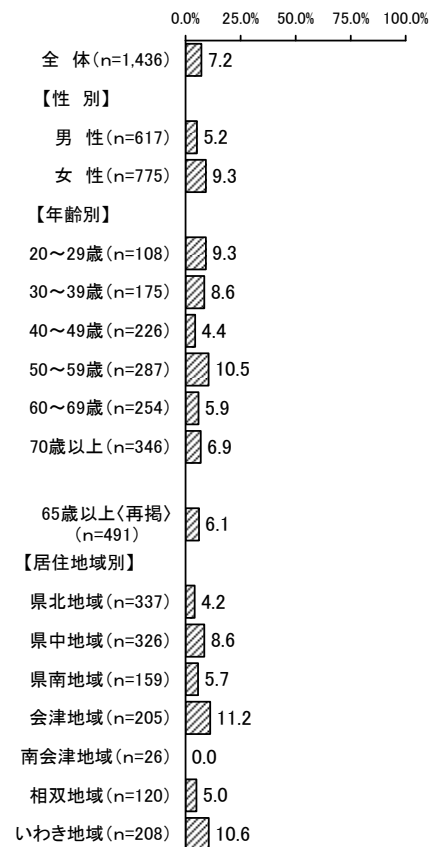 0.0% 25.0% 50.0% 75.0% 100.0%
全 体(n=1,436) 7.2
【性 別】
男 性(n=617) 5.2
女 性(n=775) 9.3
【年齢別】
20～29歳(n=108) 9.3
30～39歳(n=175) 8.6
40～49歳(n=226) 4.4
50～59歳(n=287) 10.5
60～69歳(n=254) 5.9
70歳以上(n=346) 6.9
65歳以上〈再掲〉
(n=491) 6.1
【居住地域別】
県北地域(n=337) 4.2
県中地域(n=326) 8.6
県南地域(n=159) 5.7
会津地域(n=205) 11.2
南会津地域(n=26) 0.0
相双地域(n=120) 5.0
いわき地域(n=208) 10.6